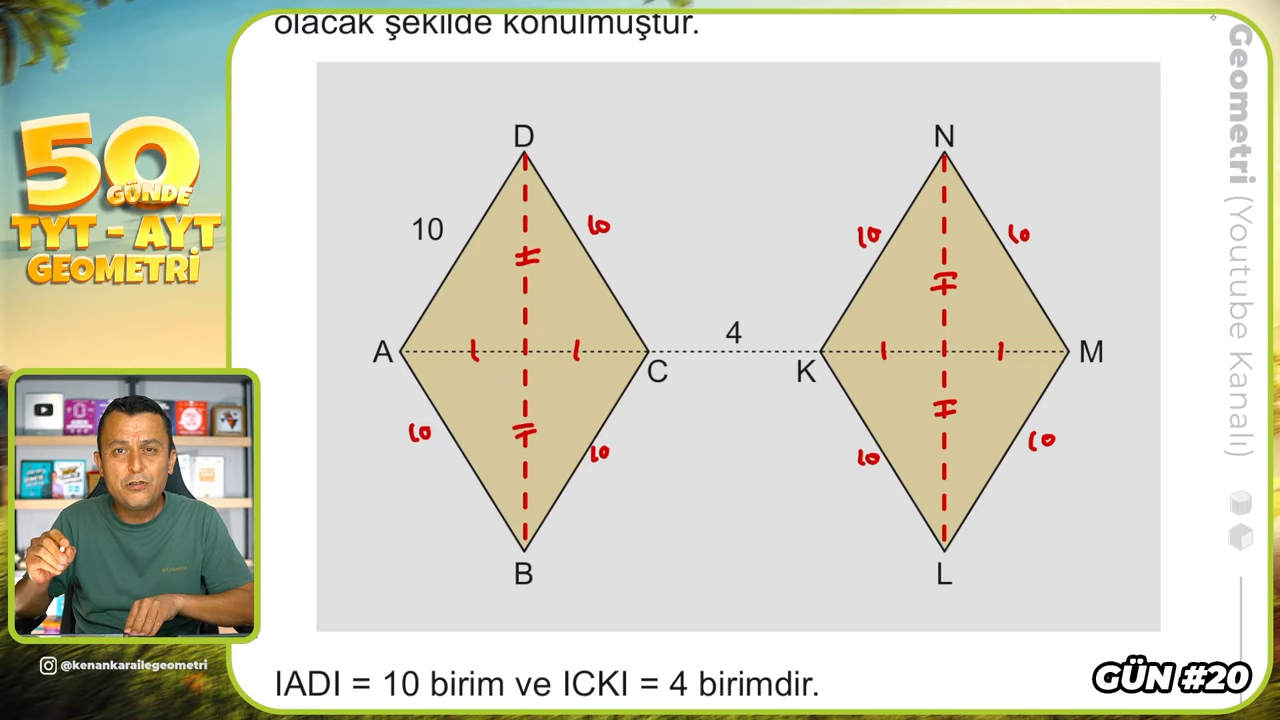 olacak şekilde konulmuştur.
50
GÜNDE
TYT - AYT
GEOMETRİ
D
N
10
10
10
10
4
A
C
K
M
10
10
10
10
B
L
IADI = 10 birim ve ICKI = 4 birimdir.
Geometri (Youtube Kanalı)
@kenankarailegeometri
GÜN #20